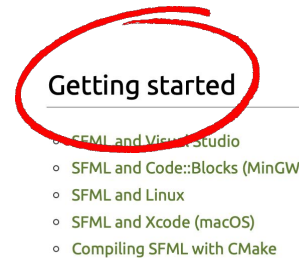 Getting started
SFML and Visual Studio
SFML and Code::Blocks (MinGW
SFML and Linux
SFML and Xcode (macOS)
Compiling SFML with CMake